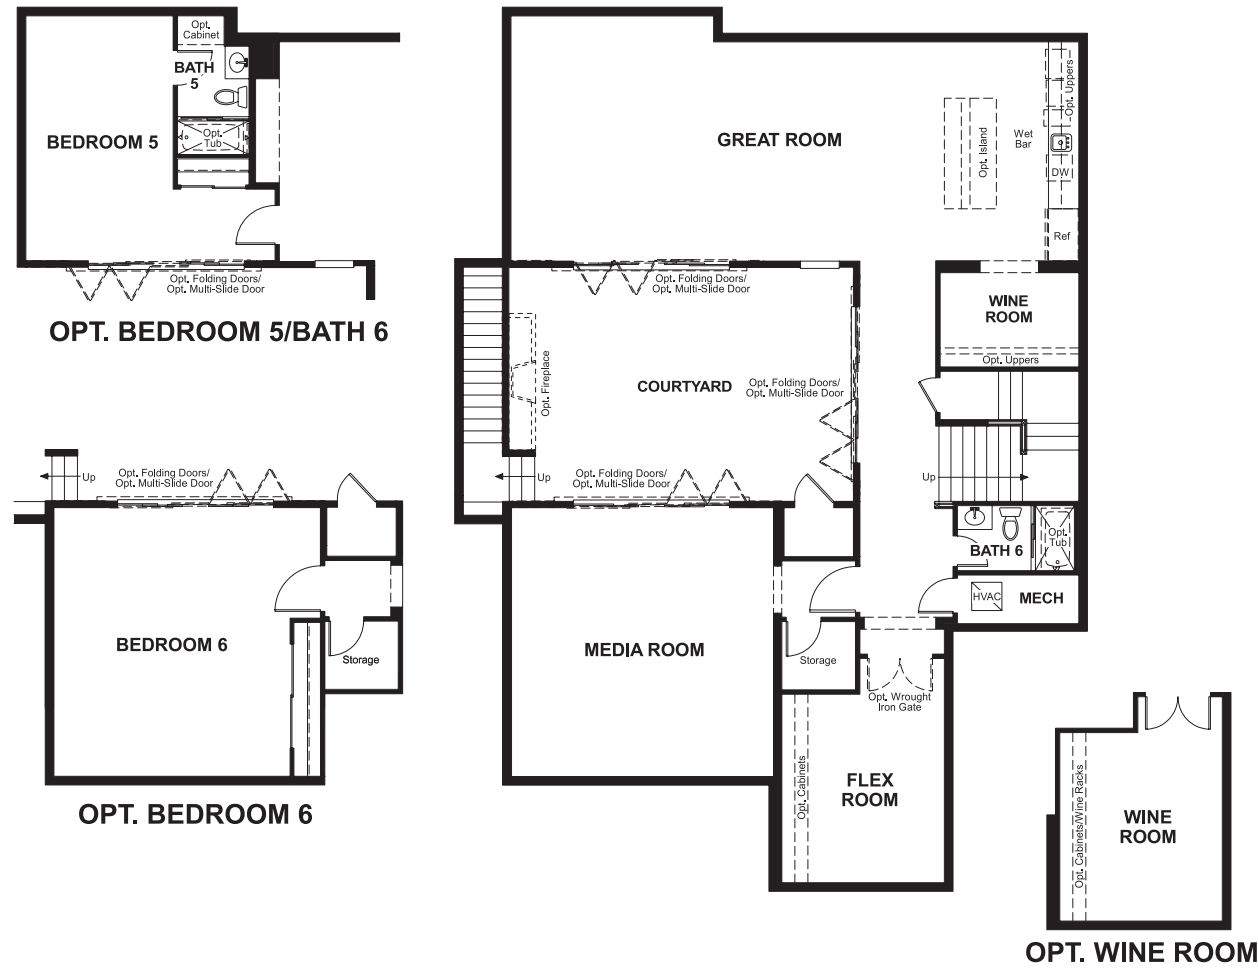 Opt.
Cabinet
BATH
5
BEDROOM 5
Opt.
Tub
Opt. Folding Doors/
Opt. Multi-Slide Door
OPT. BEDROOM 5/BATH 6
Up
Opt. Folding Doors/
Opt. Multi-Slide Door
BEDROOM 6
Storage
OPT. BEDROOM 6
GREAT ROOM
Opt. Island
Wet
Bar
Opt. Uppers
DW
Ref
Opt. Folding Doors/
Opt. Multi-Slide Door
WINE
ROOM
Opt. Uppers
Opt. Fireplace
COURTYARD
Opt. Folding Doors/
Opt. Multi-Slide Door
Up
Opt. Folding Doors/
Opt. Multi-Slide Door
Up
BATH 6
Opt.
Tub
HVAC
MECH
MEDIA ROOM
Storage
Opt. Wrought
Iron Gate
Opt. Cabinets
FLEX
ROOM
Opt. Cabinets/Wine Racks
WINE
ROOM
OPT. WINE ROOM